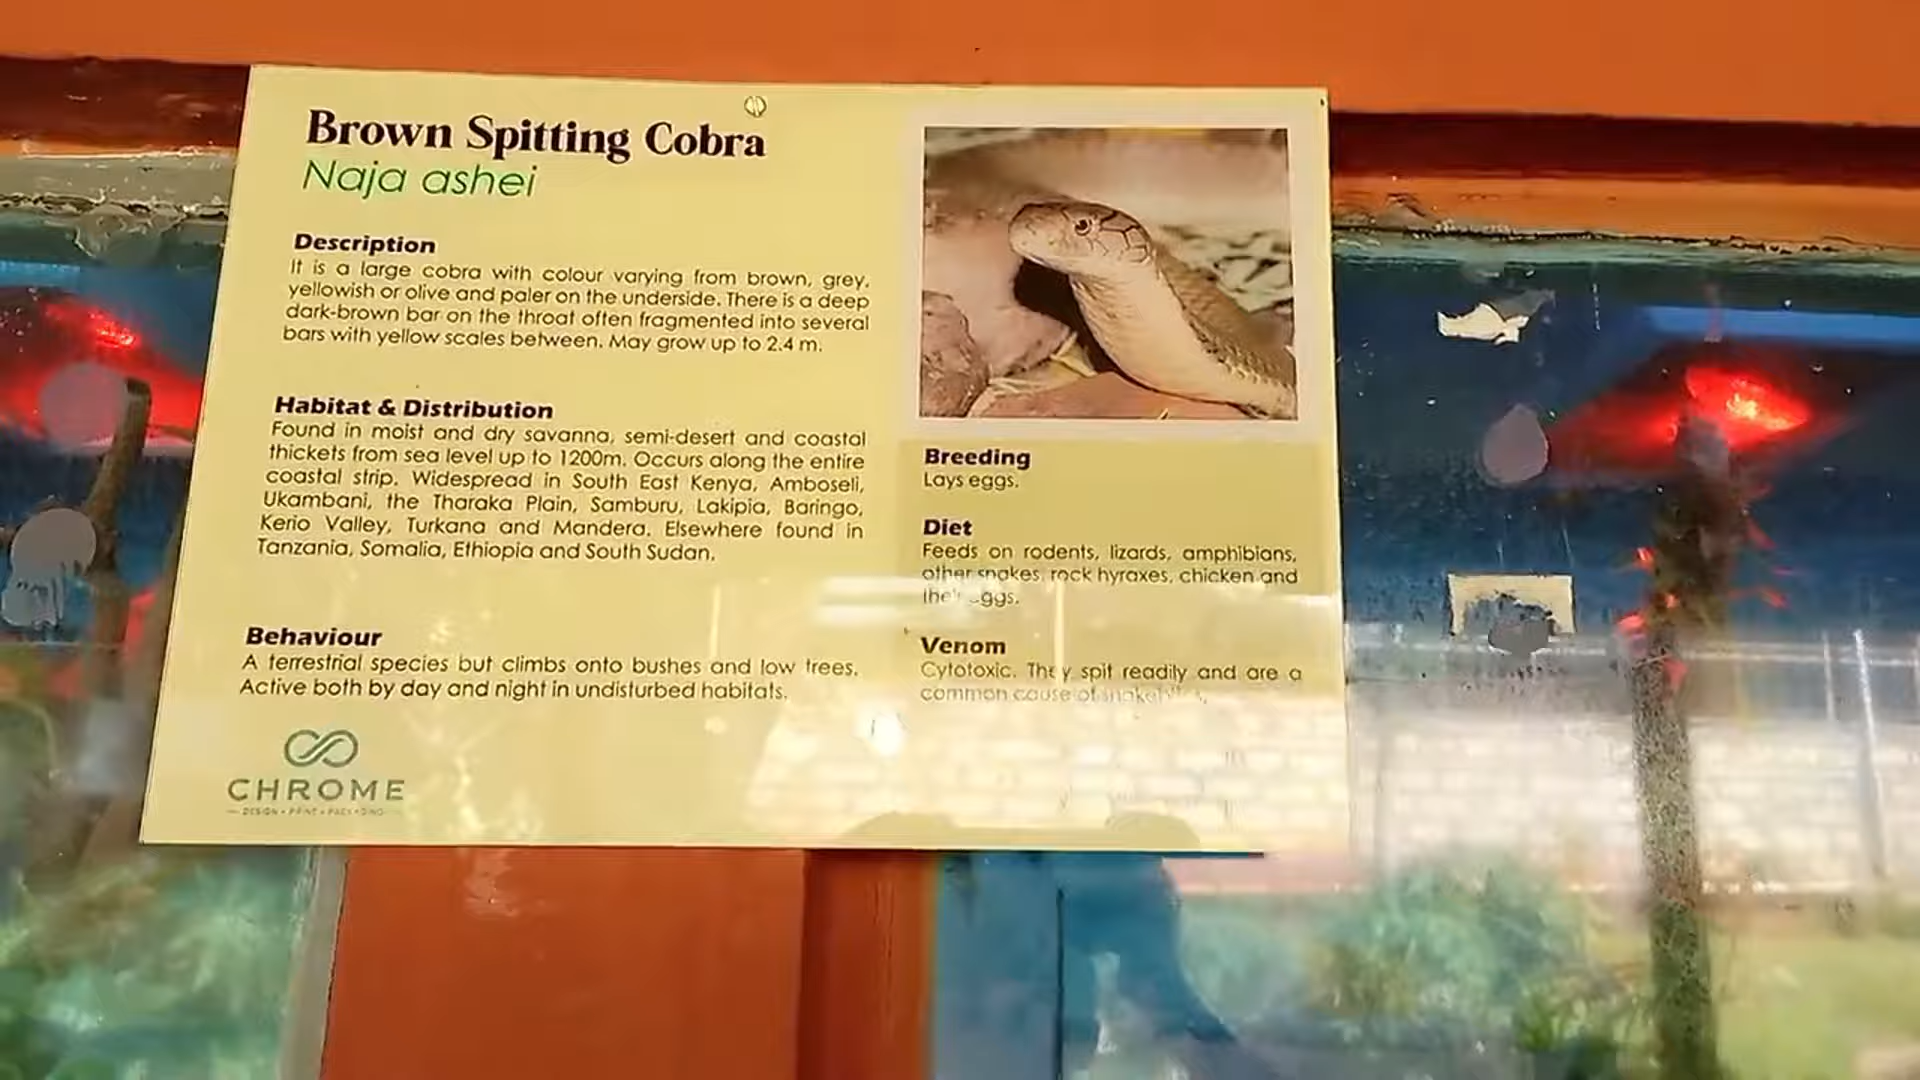 Brown Spitting Cobra
Naja ashei
Description
It is a large cobra with colour varying from brown, grey,
yellowish or olive and paler on the underside. There is a deep
dark-brown bar on the throat often fragmented into several
bars with yellow scales between. May grow up to 2.4 m.
Habitat & Distribution
Found in moist and dry savanna, semi-desert and coastal
thickets from sea level up to 1200m. Occurs along the entire
coastal strip. Widespread in South East Kenya, Amboseli,
Ukambani, the Tharaka Plain, Samburu, Lakipia, Baringo,
Kerio Valley, Turkana and Mandera. Elsewhere found in
Tanzania, Somalia, Ethiopia and South Sudan.
Behaviour
A terrestrial species but climbs onto bushes and low trees.
Active both by day and night in undisturbed habitats.
CHROME
DESIGN • PRINT • PACKAGING
Breeding
Lays eggs.
Diet
Feeds on rodents, lizards, amphibians,
other snakes, rock hyraxes, chicken and
their eggs.
Venom
Cytotoxic. They spit readily and are a
common cause of